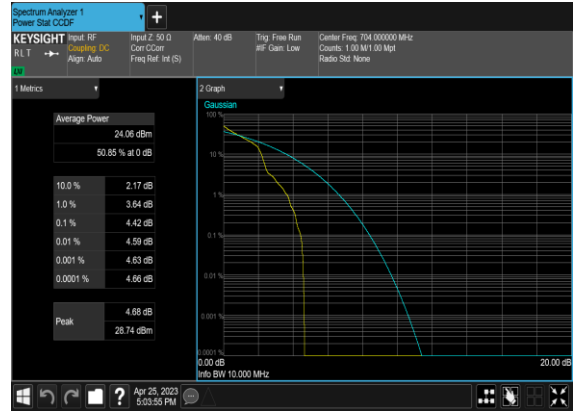 Spectrum Analyzer 1
Power Stat CCDF
KEYSIGHT
RLT
LXI
Input: RF
Coupling: DC
Align: Auto
Input Z: 50 Ω
Corr CCorr
Freq Ref: Int (S)
Atten: 40 dB
Trig: Free Run
#IF Gain: Low
Center Freq: 704.000000 MHz
Counts: 1.00 M/1.00 Mpt
Radio Std: None
1 Metrics
Average Power
24.06 dBm
50.85 % at 0 dB
10.0 % 2.17 dB
1.0 % 3.64 dB
0.1 % 4.42 dB
0.01 % 4.59 dB
0.001 % 4.63 dB
0.0001 % 4.66 dB
Peak
4.68 dB
28.74 dBm
2 Graph
Gaussian
100 %
10 %
1 %
0.1 %
0.01 %
0.001 %
0.0001 %
0.00 dB 20.00 dB
Info BW 10.000 MHz
?
Apr 25, 2023
5:03:55 PM